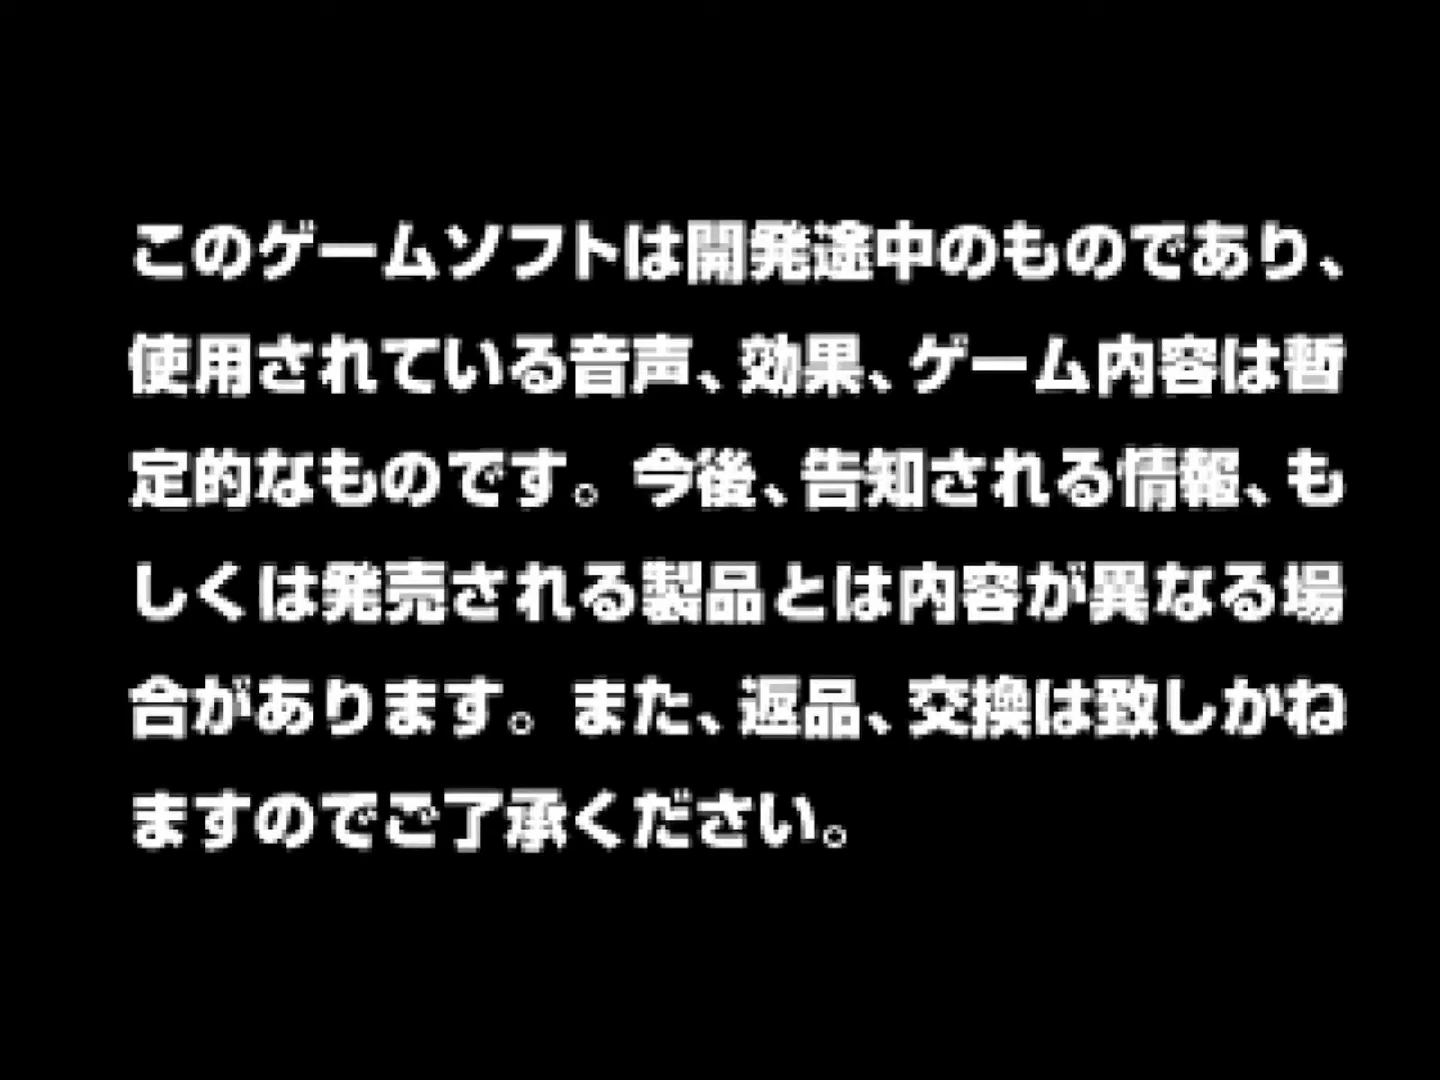 このゲームソフトは開発途中のものであり、
使用されている音声、効果、ゲーム内容は暫
定的なものです。今後、告知される情報、も
しくは発売される製品とは内容が異なる場
合があります。また、返品、交換は致しかね
ますのでご了承ください。